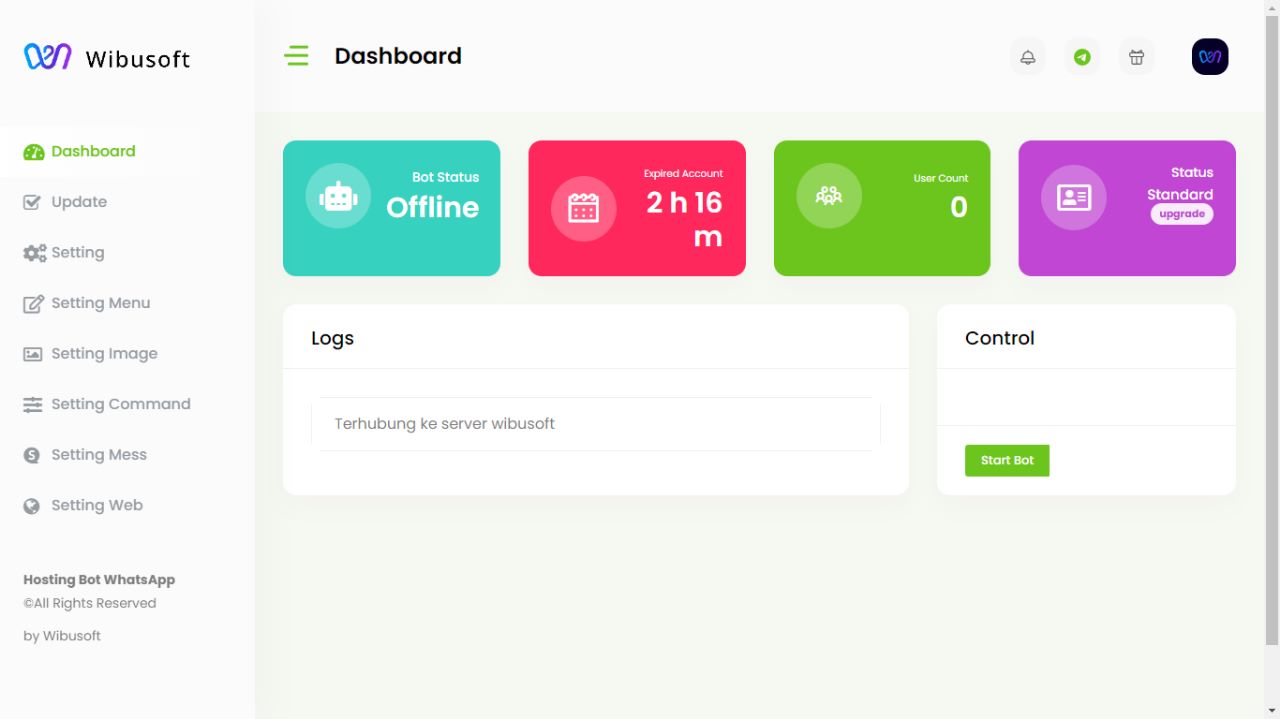 Wibusoft
Dashboard
Dashboard
Update
Setting
Setting Menu
Setting Image
Setting Command
Setting Mess
Setting Web
Hosting Bot WhatsApp
©All Rights Reserved
by Wibusoft
Bot Status
Offline
Expired Account
2 h 16
m
User Count
0
Status
Standard
upgrade
Logs
Terhubung ke server wibusoft
Control
Start Bot